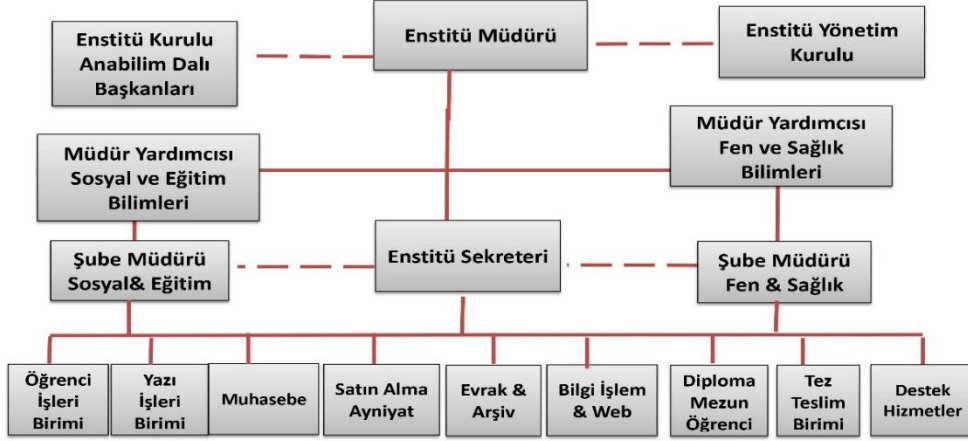 Enstitü Kurulu
Anabilim Dalı
Başkanları
Enstitü Müdürü
Enstitü Yönetim
Kurulu
Müdür Yardımcısı
Sosyal ve Eğitim
Bilimleri
Müdür Yardımcısı
Fen ve Sağlık
Bilimleri
Şube Müdürü
Sosyal& Eğitim
Enstitü Sekreteri
Şube Müdürü
Fen & Sağlık
Öğrenci
İşleri
Birimi
Yazı
İşleri
Birimi
Muhasebe
Satın Alma
Ayniyat
Evrak &
Arşiv
Bilgi İşlem
& Web
Diploma
Mezun
Öğrenci
Tez
Teslim
Birimi
Destek
Hizmetler